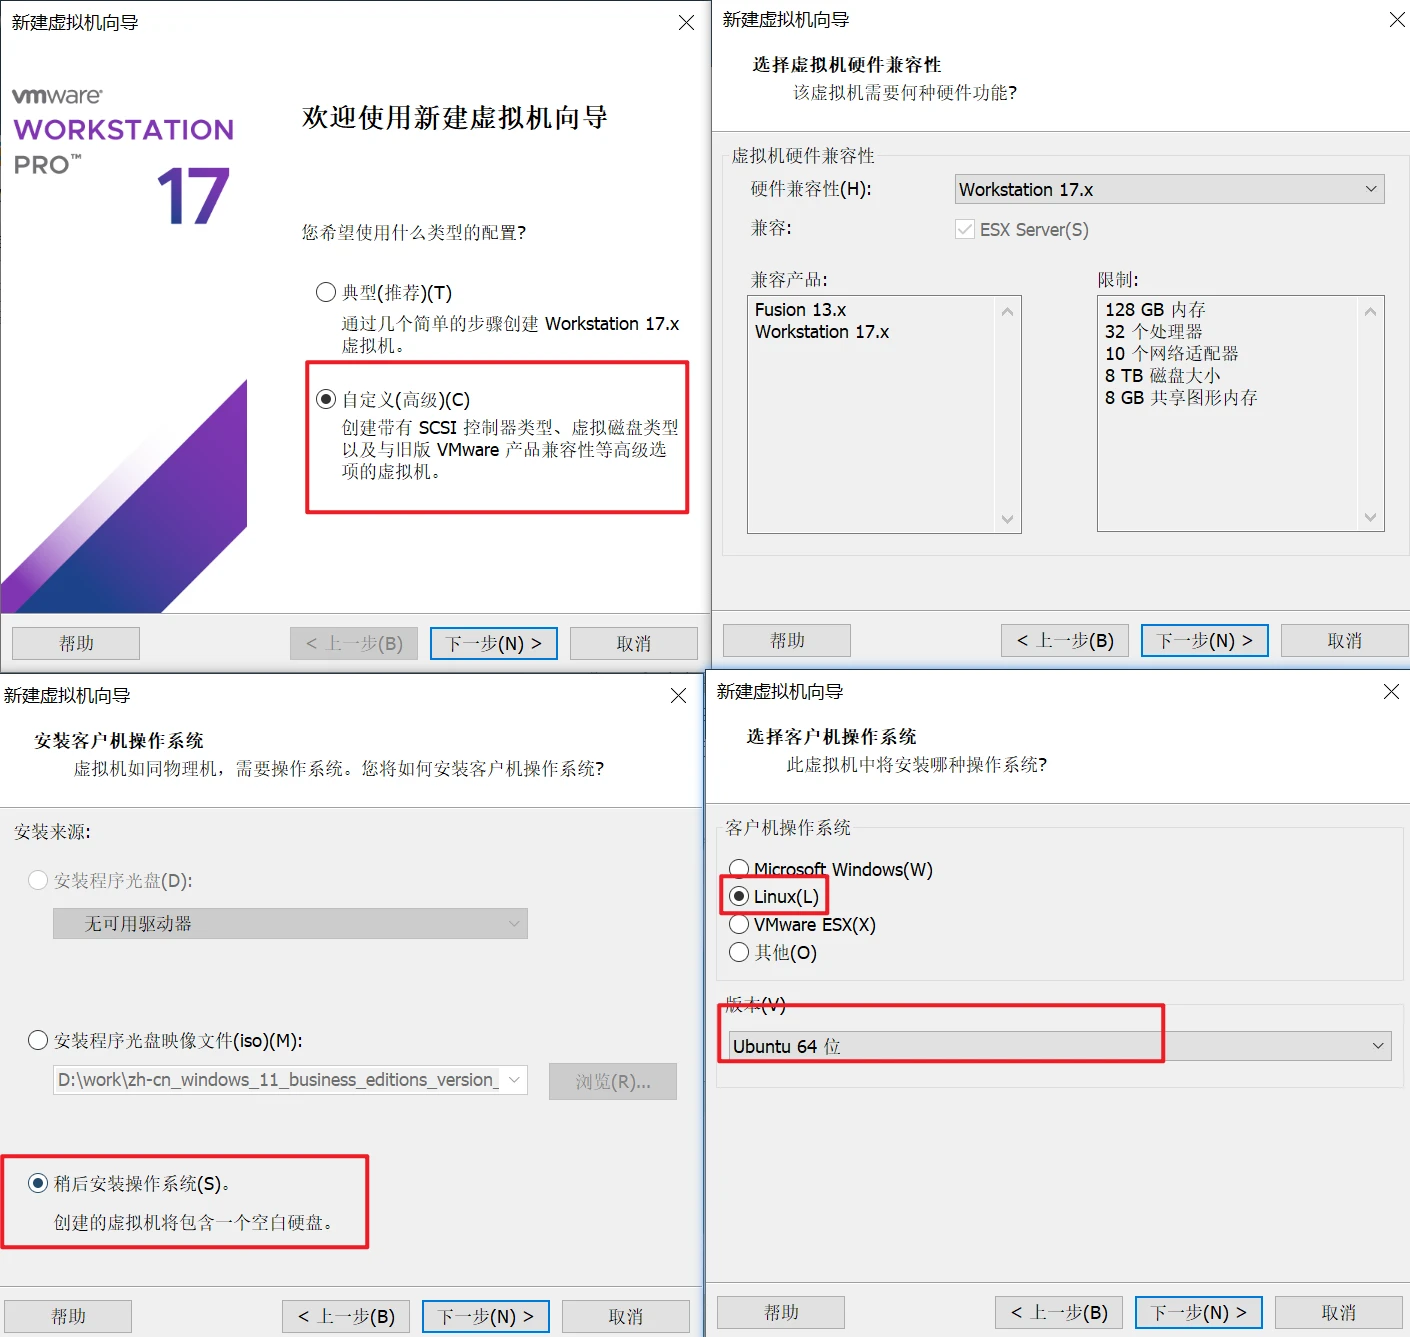 新建虚拟机向导
vmware
WORKSTATION
PRO™
17
欢迎使用新建虚拟机向导
您希望使用什么类型的配置?
典型(推荐)(T)
通过几个简单的步骤创建 Workstation 17.x
虚拟机。
自定义(高级)(C)
创建带有 SCSI 控制器类型、虚拟磁盘类型
以及与旧版 VMware 产品兼容性等高级选
项的虚拟机。
帮助
< 上一步(B)
下一步(N) >
取消
新建虚拟机向导
选择虚拟机硬件兼容性
该虚拟机需要何种硬件功能?
虚拟机硬件兼容性
硬件兼容性(H):
Workstation 17.x
兼容:
ESX Server(S)
兼容产品:
Fusion 13.x
Workstation 17.x
限制:
128 GB 内存
32 个处理器
10 个网络适配器
8 TB 磁盘大小
8 GB 共享图形内存
帮助
< 上一步(B)
下一步(N) >
取消
新建虚拟机向导
安装客户机操作系统
虚拟机如同物理机，需要操作系统。您将如何安装客户机操作系统?
安装来源:
安装程序光盘(D):
无可用驱动器
安装程序光盘映像文件(iso)(M):
D:\work\zh-cn_windows_11_business_editions_version_
浏览(R)...
稍后安装操作系统(S)。
创建的虚拟机将包含一个空白硬盘。
帮助
< 上一步(B)
下一步(N) >
取消
新建虚拟机向导
选择客户机操作系统
此虚拟机中将安装哪种操作系统?
客户机操作系统
Microsoft Windows(W)
Linux(L)
VMware ESX(X)
其他(O)
版本(V)
Ubuntu 64 位
帮助
< 上一步(B)
下一步(N) >
取消